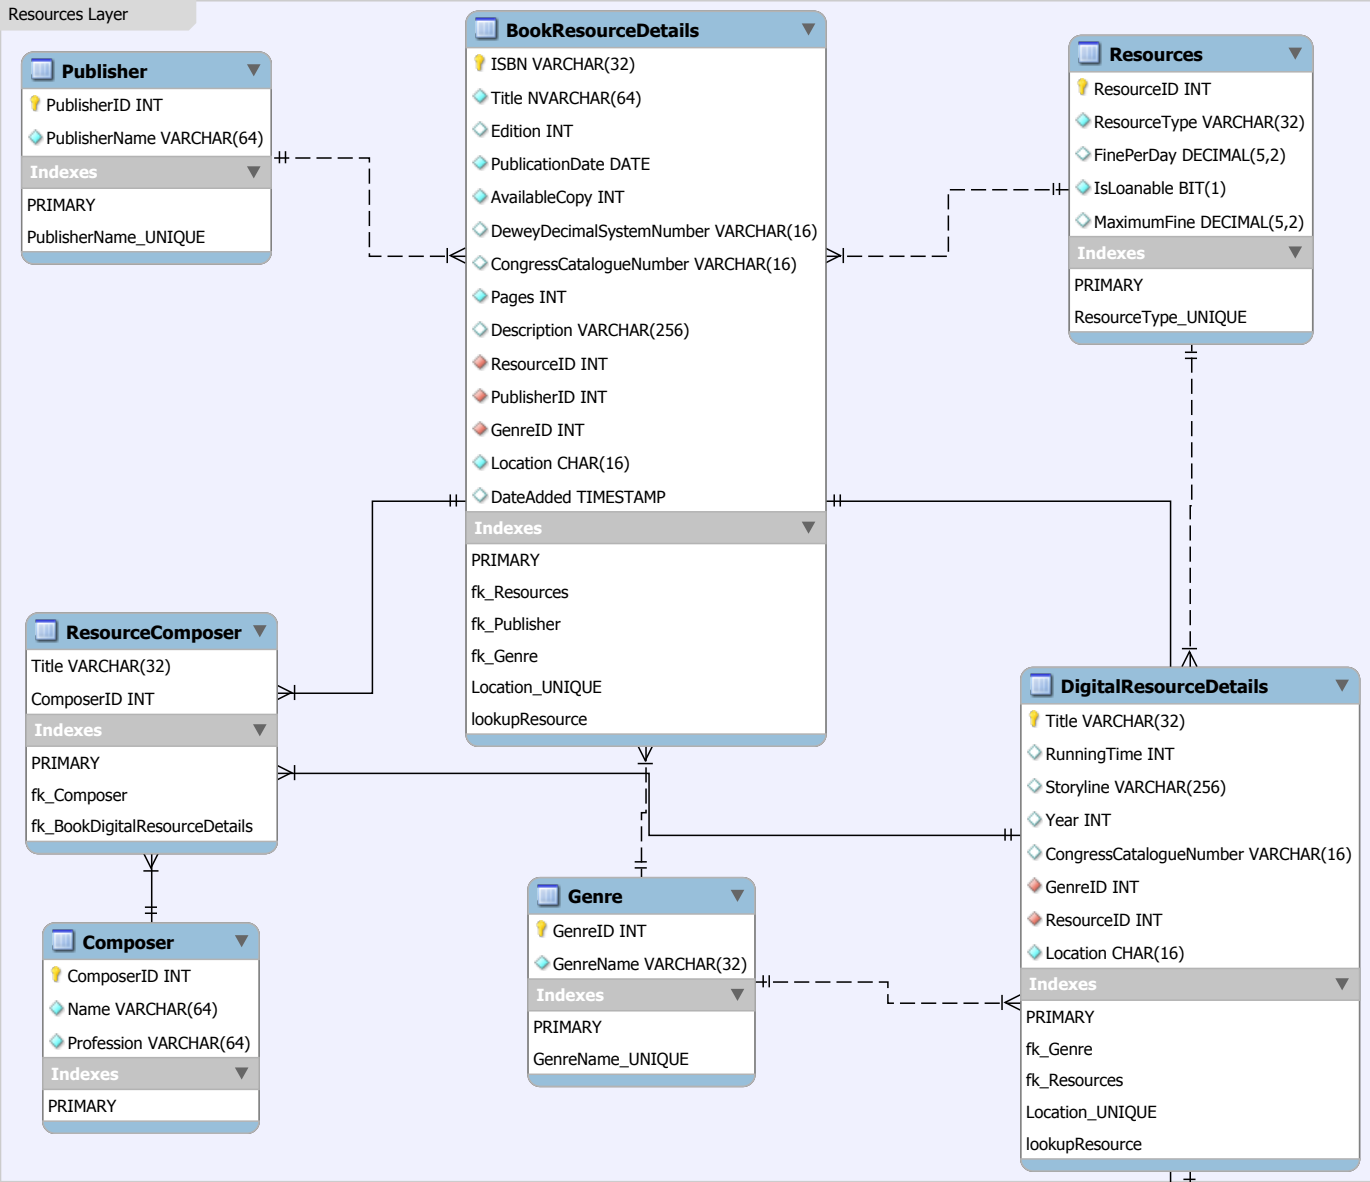 Resources Layer
Publisher
PublisherID INT
PublisherName VARCHAR(64)
Indexes
PRIMARY
PublisherName_UNIQUE
BookResourceDetails
ISBN VARCHAR(32)
Title NVARCHAR(64)
Edition INT
PublicationDate DATE
AvailableCopy INT
DeweyDecimalSystemNumber VARCHAR(16)
CongressCatalogueNumber VARCHAR(16)
Pages INT
Description VARCHAR(256)
ResourceID INT
PublisherID INT
GenreID INT
Location CHAR(16)
DateAdded TIMESTAMP
Indexes
PRIMARY
fk_Resources
fk_Publisher
fk_Genre
Location_UNIQUE
lookupResource
Resources
ResourceID INT
ResourceType VARCHAR(32)
FinePerDay DECIMAL(5,2)
IsLoanable BIT(1)
MaximumFine DECIMAL(5,2)
Indexes
PRIMARY
ResourceType_UNIQUE
ResourceComposer
Title VARCHAR(32)
ComposerID INT
Indexes
PRIMARY
fk_Composer
fk_BookDigitalResourceDetails
Composer
ComposerID INT
Name VARCHAR(64)
Profession VARCHAR(64)
Indexes
PRIMARY
Genre
GenreID INT
GenreName VARCHAR(32)
Indexes
PRIMARY
GenreName_UNIQUE
DigitalResourceDetails
Title VARCHAR(32)
RunningTime INT
Storyline VARCHAR(256)
Year INT
CongressCatalogueNumber VARCHAR(16)
GenreID INT
ResourceID INT
Location CHAR(16)
Indexes
PRIMARY
fk_Genre
fk_Resources
Location_UNIQUE
lookupResource